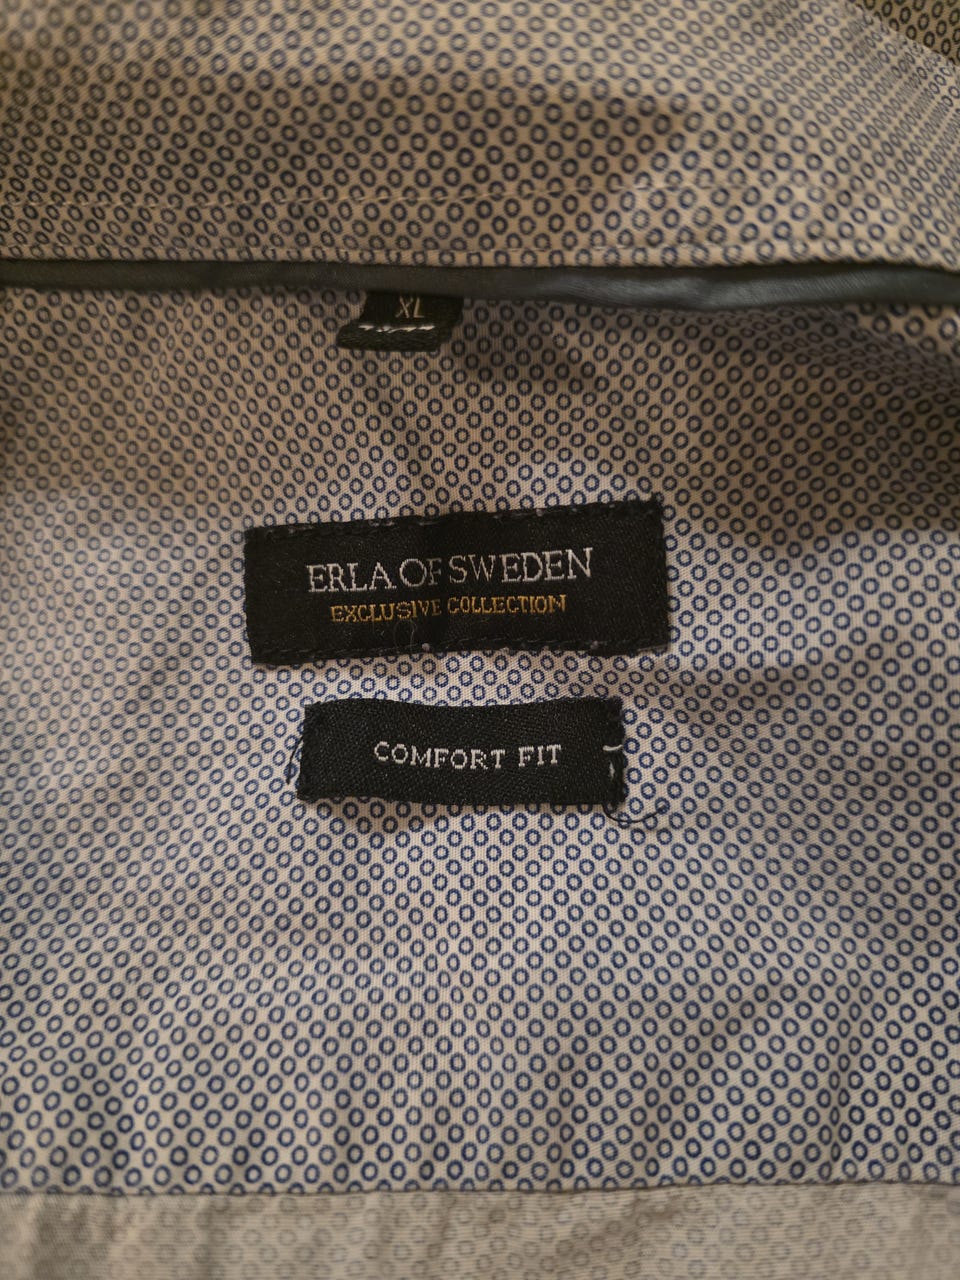 XL
ERLA OF SWEDEN
EXCLUSIVE COLLECTION
COMFORT FIT